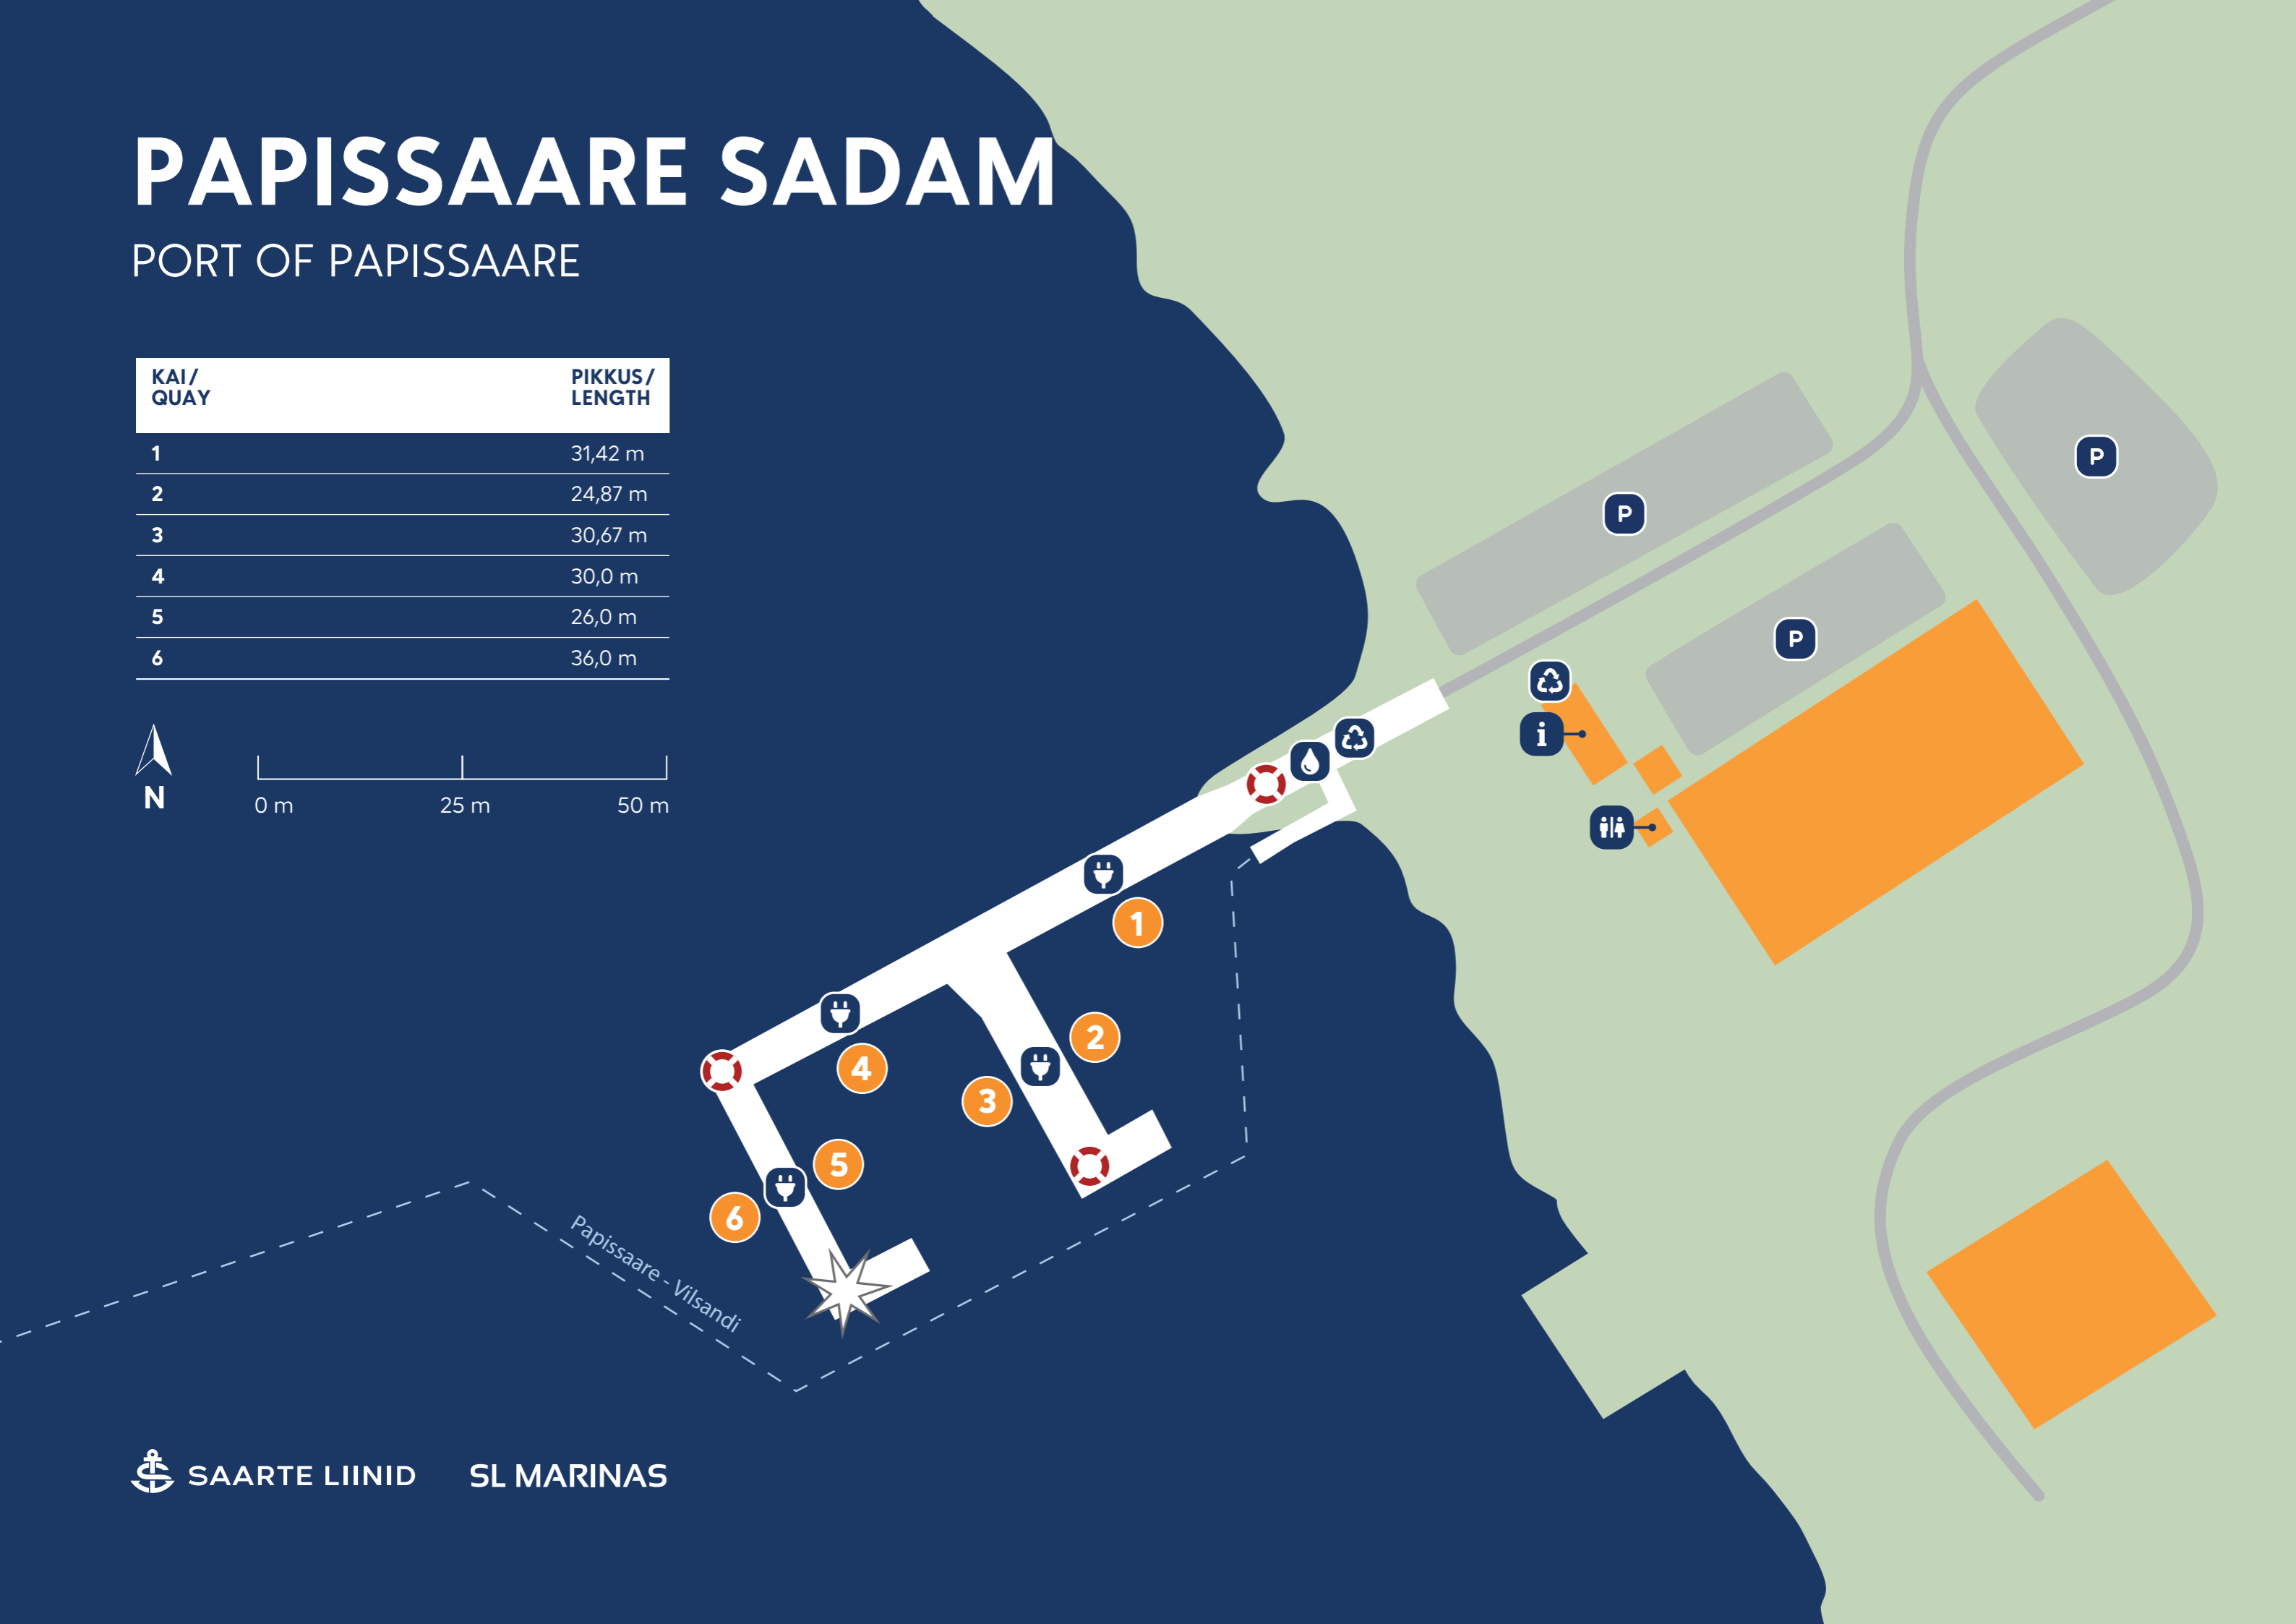 PAPISSAARE SADAM
PORT OF PAPISSAARE
KAI/ QUAY PIKKUS/ LENGTH
1 31,42 m
2 24,87 m
3 30,67 m
4 30,0 m
5 26,0 m
6 36,0 m
N
0 m 25 m 50 m
P
P
P
i
1
2
3
4
5
6
Papissaare - Vilsandi
SAARTE LIINID SL MARINAS